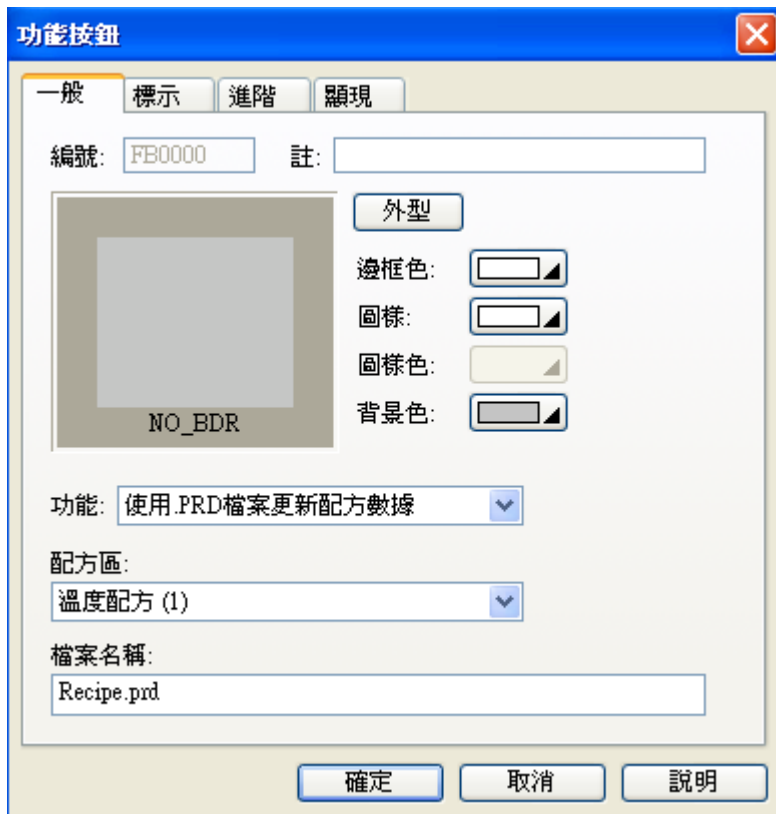 功能按鈕
一般 標示 進階 顯現
編號: FB0000 註:
外型
邊框色:
圖樣:
圖樣色:
背景色:
NO_BDR
功能: 使用.PRD檔案更新配方數據
配方區:
溫度配方 (1)
檔案名稱:
Recipe.prd
確定 取消 說明